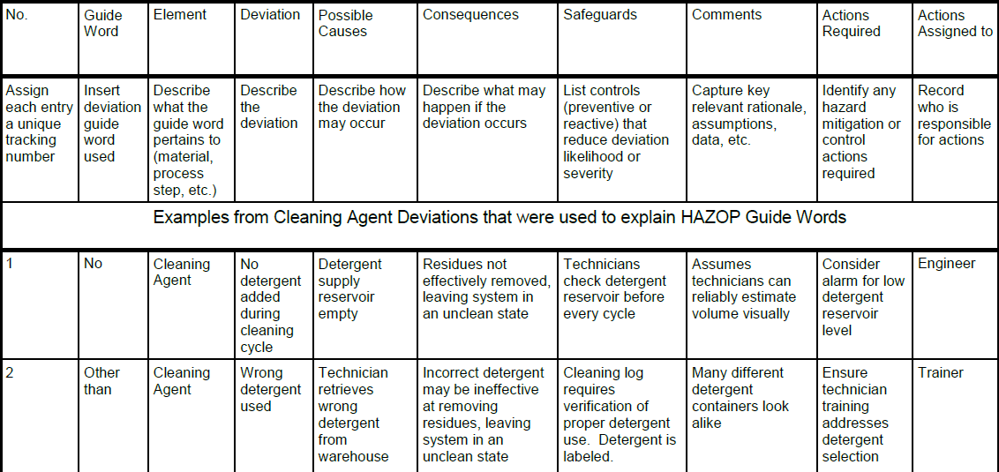 No.
Guide
Word
Element
Deviation
Possible
Causes
Consequences
Safeguards
Comments
Actions
Required
Actions
Assigned to
Assign
each entry
a unique
tracking
number
Insert
deviation
guide
word
used
Describe
what the
guide word
pertains to
(material,
process
step, etc.)
Describe
the
deviation
Describe how
the deviation
may occur
Describe what may
happen if the
deviation occurs
List controls
(preventive or
reactive) that
reduce deviation
likelihood or
severity
Capture key
relevant rationale,
assumptions,
data, etc.
Identify any
hazard
mitigation or
control
actions
required
Record
who is
responsible
for actions
Examples from Cleaning Agent Deviations that were used to explain HAZOP Guide Words
1
No
Cleaning
Agent
No
detergent
added
during
cleaning
cycle
Detergent
supply
reservoir
empty
Residues not
effectively removed,
leaving system in
an unclean state
Technicians
check detergent
reservoir before
every cycle
Assumes
technicians can
reliably estimate
volume visually
Consider
alarm for low
detergent
reservoir
level
Engineer
2
Other
than
Cleaning
Agent
Wrong
detergent
used
Technician
retrieves
wrong
detergent
from
warehouse
Incorrect detergent
may be ineffective
at removing
residues, leaving
system in an
unclean state
Cleaning log
requires
verification of
proper detergent
use.  Detergent is
labeled.
Many different
detergent
containers look
alike
Ensure
technician
training
addresses
detergent
selection
Trainer